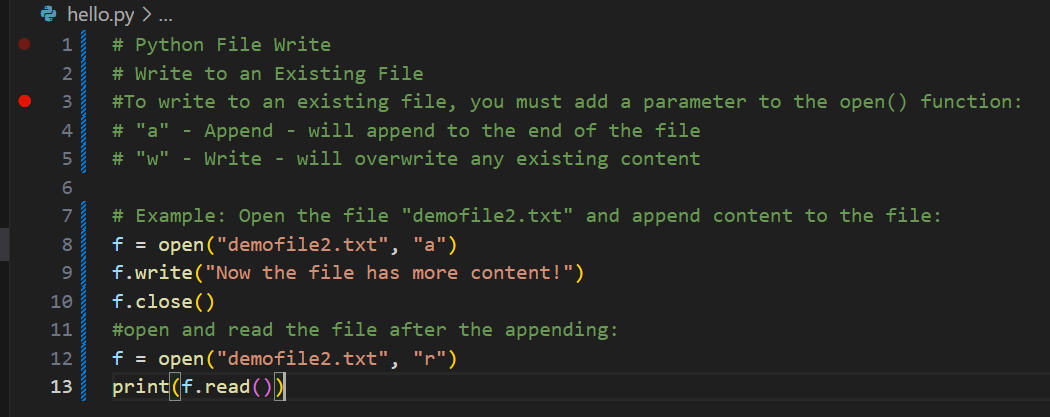 hello.py > ...
1 # Python File Write
2 # Write to an Existing File
3 #To write to an existing file, you must add a parameter to the open() function:
4 # "a" - Append - will append to the end of the file
5 # "w" - Write - will overwrite any existing content
6
7 # Example: Open the file "demofile2.txt" and append content to the file:
8 f = open("demofile2.txt", "a")
9 f.write("Now the file has more content!")
10 f.close()
11 #open and read the file after the appending:
12 f = open("demofile2.txt", "r")
13 print(f.read())